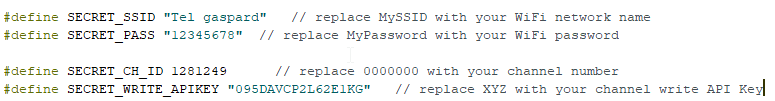 #define SECRET_SSID "Tel gaspard" // replace MySSID with your WiFi network name
#define SECRET_PASS "12345678" // replace MyPassword with your WiFi password
#define SECRET_CH_ID 1281249 // replace 0000000 with your channel number
#define SECRET_WRITE_APIKEY "095DAVCP2L62E1KG" // replace XYZ with your channel write API Key